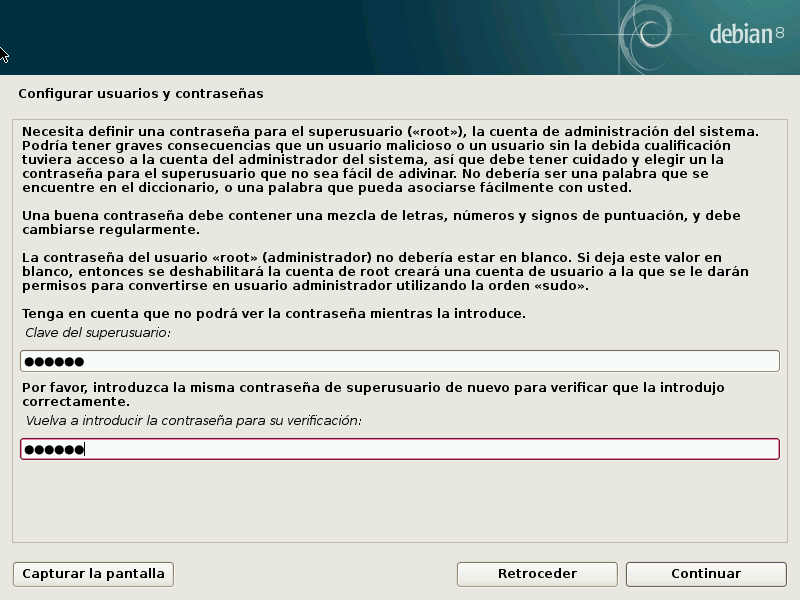 debian 8
Configurar usuarios y contraseñas
Necesita definir una contraseña para el superusuario («root»), la cuenta de administración del sistema.
Podría tener graves consecuencias que un usuario malicioso o un usuario sin la debida cualificación
tuviera acceso a la cuenta del administrador del sistema, así que debe tener cuidado y elegir un la
contraseña para el superusuario que no sea fácil de adivinar. No debería ser una palabra que se
encuentre en el diccionario, o una palabra que pueda asociarse fácilmente con usted.
Una buena contraseña debe contener una mezcla de letras, números y signos de puntuación, y debe
cambiarse regularmente.
La contraseña del usuario «root» (administrador) no debería estar en blanco. Si deja este valor en
blanco, entonces se deshabilitará la cuenta de root creará una cuenta de usuario a la que se le darán
permisos para convertirse en usuario administrador utilizando la orden «sudo».
Tenga en cuenta que no podrá ver la contraseña mientras la introduce.
Clave del superusuario:
●●●●●●
Por favor, introduzca la misma contraseña de superusuario de nuevo para verificar que la introdujo
correctamente.
Vuelva a introducir la contraseña para su verificación:
●●●●●●
Capturar la pantalla
Retroceder
Continuar